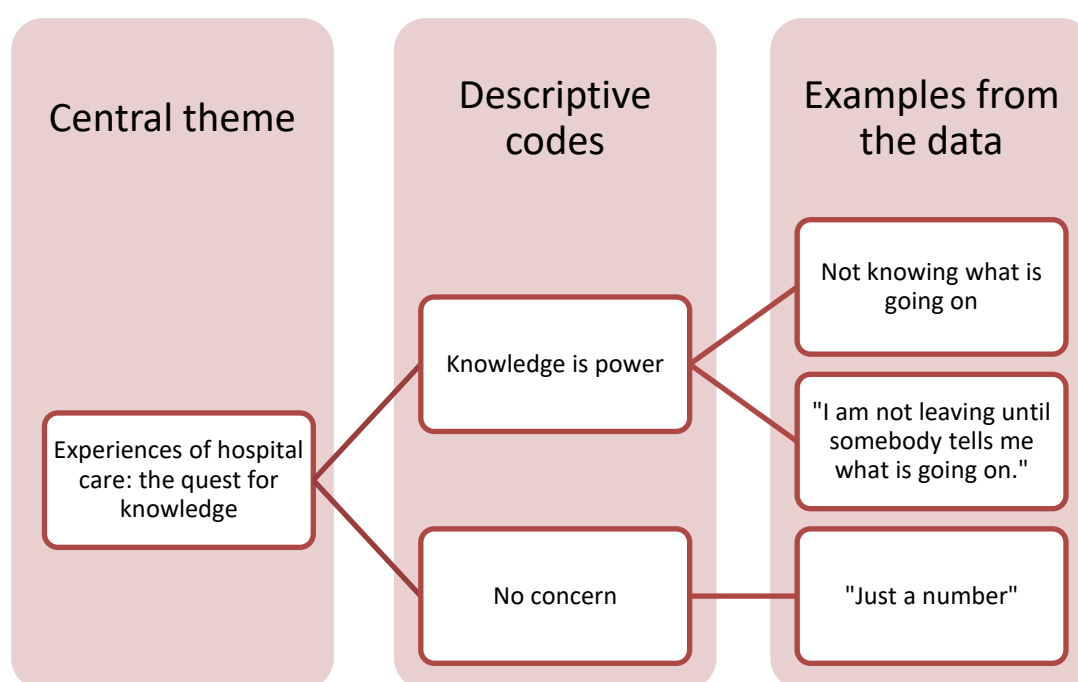 Central theme
Descriptive
codes
Examples from
the data
Experiences of hospital
care: the quest for
knowledge
Knowledge is power
No concern
Not knowing what is
going on
"I am not leaving until
somebody tells me
what is going on."
"Just a number"